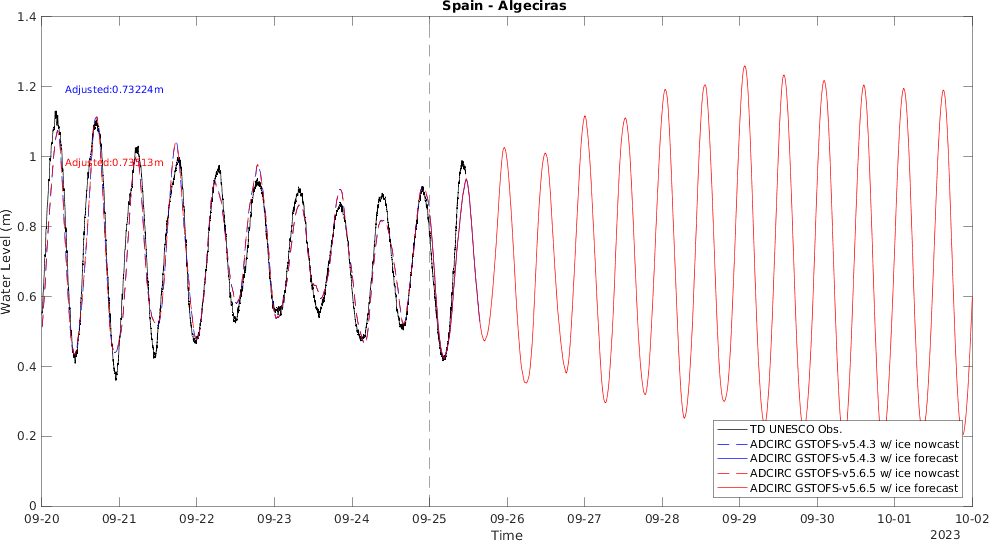 Spain - Algeciras
1.4
1.2
1
0.8
0.6
0.4
0.2
0
Water Level (m)
Adjusted:0.73224m
Adjusted:0.73513m
TD UNESCO Obs.
ADCIRC GSTOFS-v5.4.3 w/ ice nowcast
ADCIRC GSTOFS-v5.4.3 w/ ice forecast
ADCIRC GSTOFS-v5.6.5 w/ ice nowcast
ADCIRC GSTOFS-v5.6.5 w/ ice forecast
09-20 09-21 09-22 09-23 09-24 09-25 09-26 09-27 09-28 09-29 09-30 10-01 10-02
Time
2023